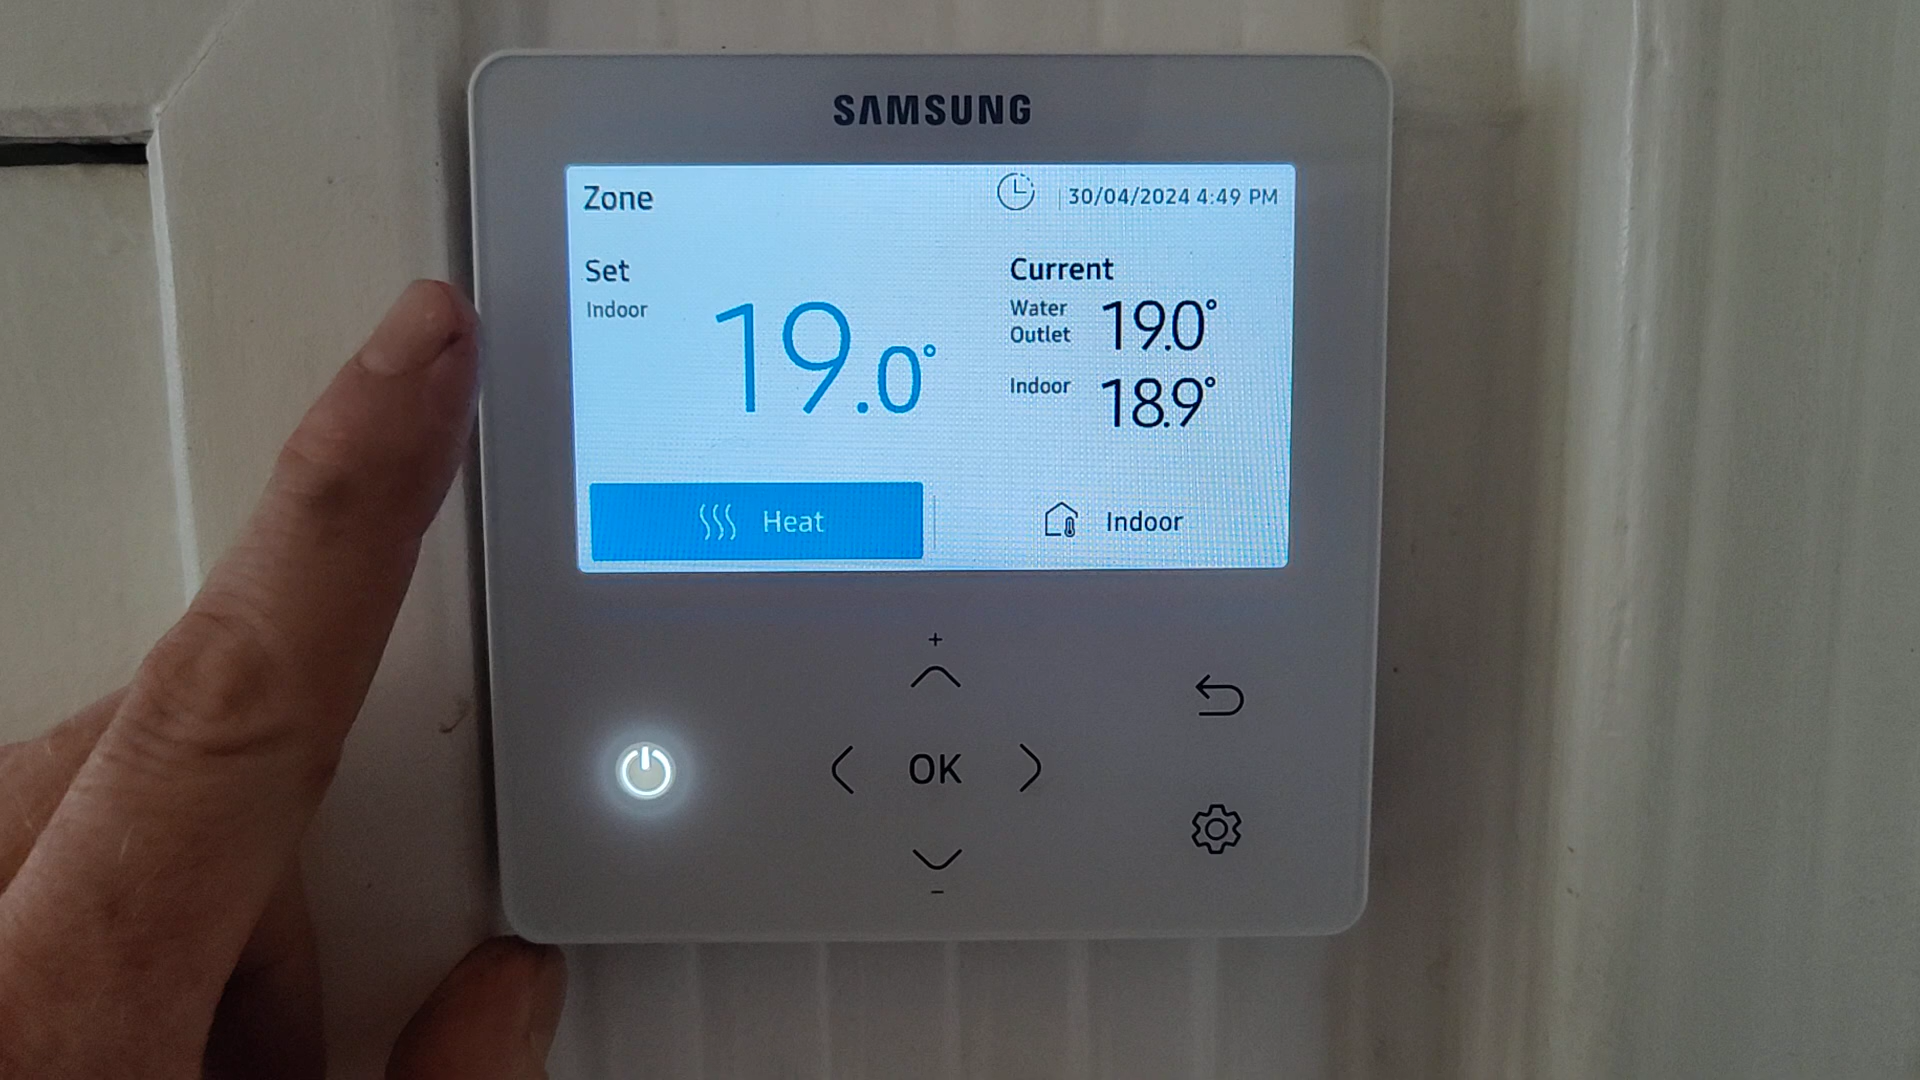 SAMSUNG
Zone
30/04/2024 4:49 PM
Set
Indoor
19.0°
Current
Water
Outlet
19.0°
Indoor
18.9°
Heat
Indoor
+
OK
−